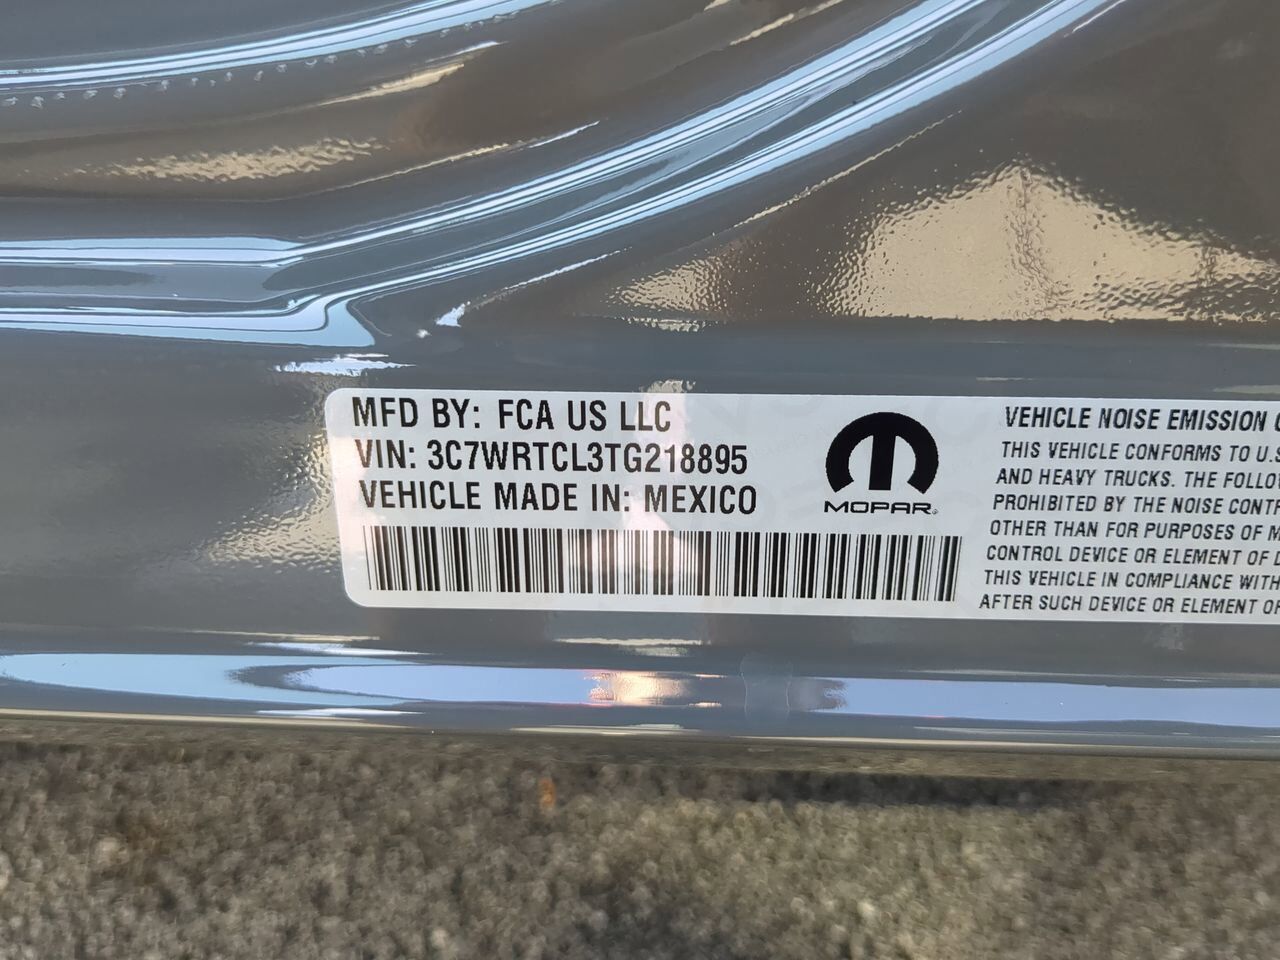 MFD BY: FCA US LLC
VIN: 3C7WRTCL3TG218895
VEHICLE MADE IN: MEXICO
MOPAR
VEHICLE NOISE EMISSION
THIS VEHICLE CONFORMS TO U.S
AND HEAVY TRUCKS. THE
PROHIBITED BY THE NOISE
OTHER THAN FOR PURPOSES OF
CONTROL DEVICE OR ELEMENT OF
THIS VEHICLE IN COMPLIANCE WITH
AFTER SUCH DEVICE OR ELEMENT OF